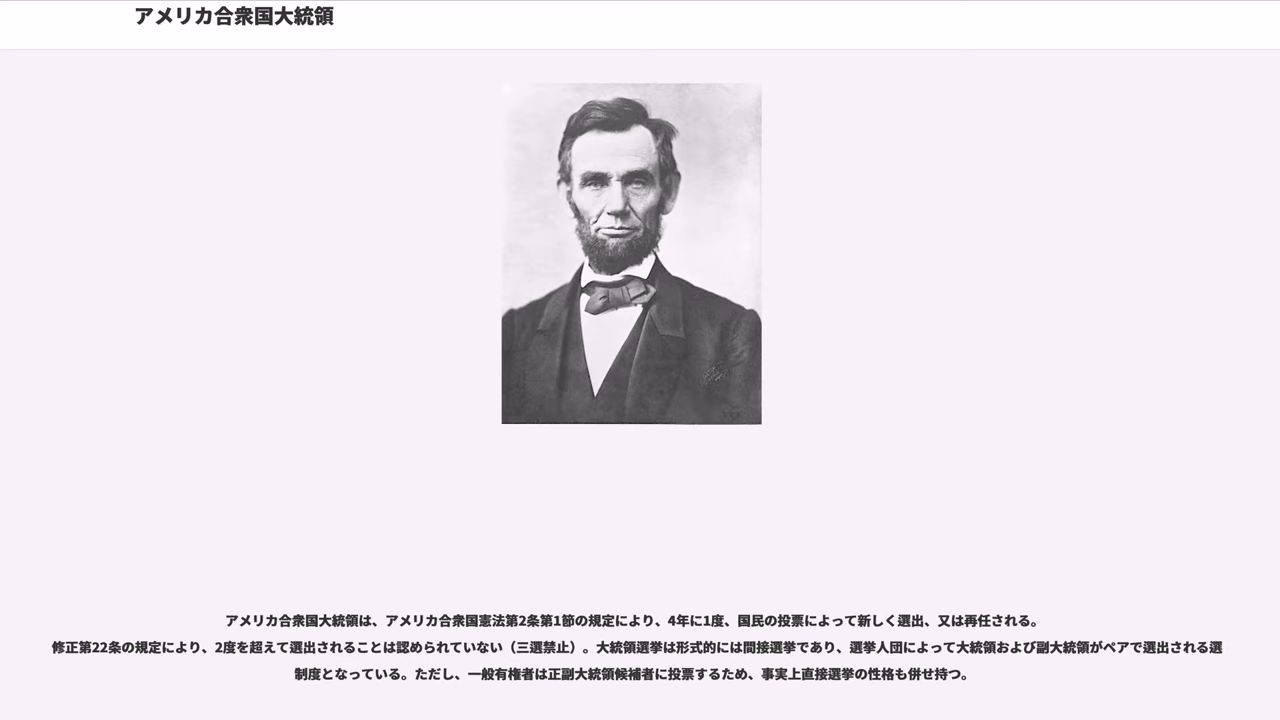 アメリカ合衆国大統領
アメリカ合衆国大統領は、アメリカ合衆国憲法第2条第1節の規定により、4年に1度、国民の投票によって新しく選出、又は再任される。
修正第22条の規定により、2度を超えて選出されることは認められていない（三選禁止）。大統領選挙は形式的には間接選挙であり、選挙人団によって大統領および副大統領がペアで選出される選
制度となっている。ただし、一般有権者は正副大統領候補者に投票するため、事実上直接選挙の性格も併せ持つ。